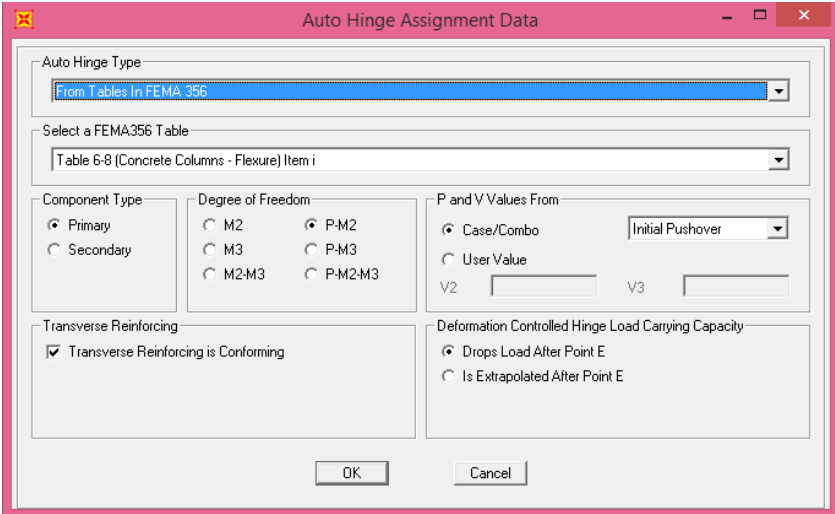 Auto Hinge Assignment Data
Auto Hinge Type
From Tables In FEMA 356
Select a FEMA356 Table
Table 6-8 (Concrete Columns - Flexure) Item i
Component Type
Primary
Secondary
Degree of Freedom
M2
P-M2
M3
P-M3
M2-M3
P-M2-M3
P and V Values From
Case/Combo
Initial Pushover
User Value
V2
V3
Transverse Reinforcing
Transverse Reinforcing is Conforming
Deformation Controlled Hinge Load Carrying Capacity
Drops Load After Point E
Is Extrapolated After Point E
OK
Cancel